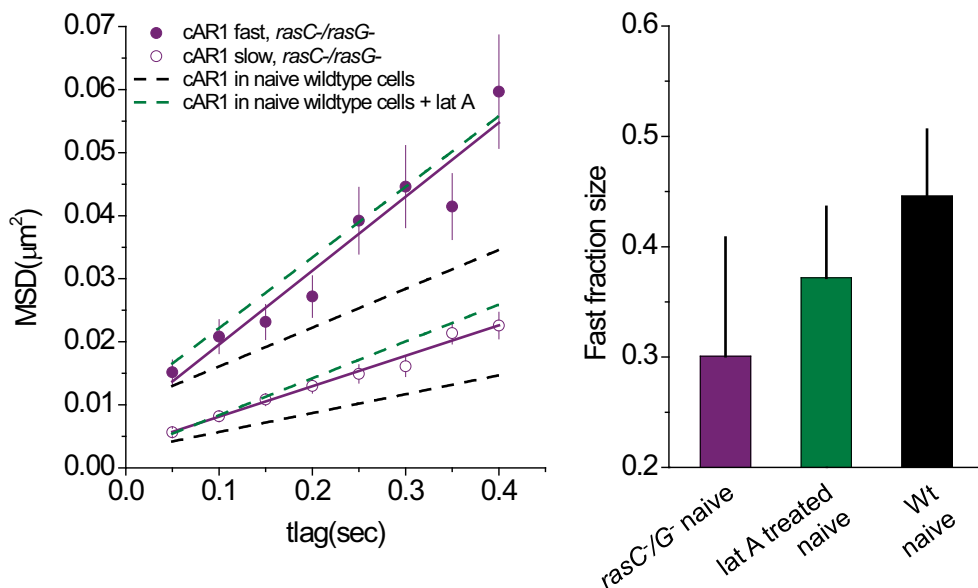 0.07
0.06
0.05
0.04
0.03
0.02
0.01
0.00
MSD(μm²)
cAR1 fast, rasC-/rasG-
cAR1 slow, rasC-/rasG-
cAR1 in naive wildtype cells
cAR1 in naive wildtype cells + lat A
0.0 0.1 0.2 0.3 0.4
tlag(sec)
0.6
0.5
0.4
0.3
0.2
Fast fraction size
rasC⁻/G⁻ naive
lat A treated
naive
Wt
naive